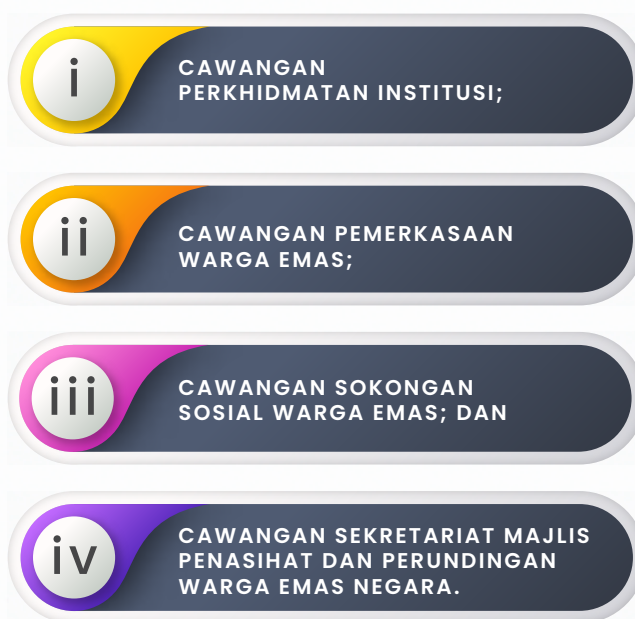 i
CAWANGAN
PERKHIDMATAN INSTITUSI;
ii
CAWANGAN PEMERKASAAN
WARGA EMAS;
iii
CAWANGAN SOKONGAN
SOSIAL WARGA EMAS; DAN
iv
CAWANGAN SEKRETARIAT MAJLIS
PENASIHAT DAN PERUNDINGAN
WARGA EMAS NEGARA.